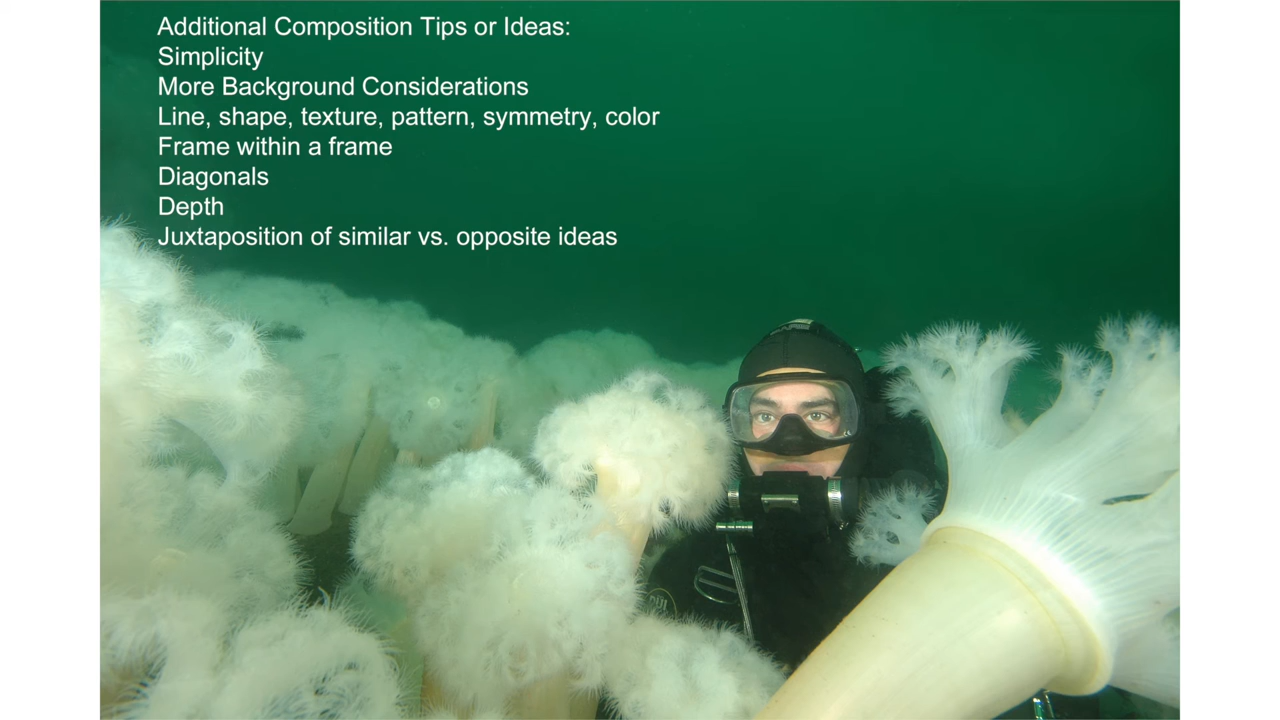 Additional Composition Tips or Ideas:
Simplicity
More Background Considerations
Line, shape, texture, pattern, symmetry, color
Frame within a frame
Diagonals
Depth
Juxtaposition of similar vs. opposite ideas